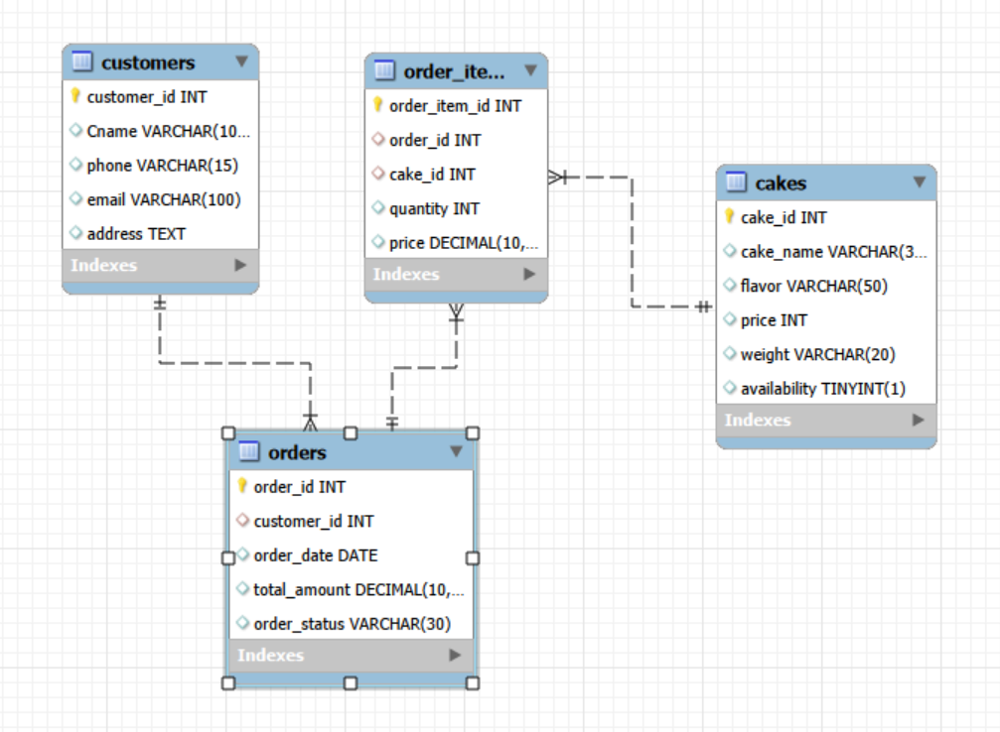 customers
customer_id INT
Cname VARCHAR(10...
phone VARCHAR(15)
email VARCHAR(100)
address TEXT
Indexes
order_ite...
order_item_id INT
order_id INT
cake_id INT
quantity INT
price DECIMAL(10,...
Indexes
cakes
cake_id INT
cake_name VARCHAR(3...
flavor VARCHAR(50)
price INT
weight VARCHAR(20)
availability TINYINT(1)
Indexes
orders
order_id INT
customer_id INT
order_date DATE
total_amount DECIMAL(10,...
order_status VARCHAR(30)
Indexes